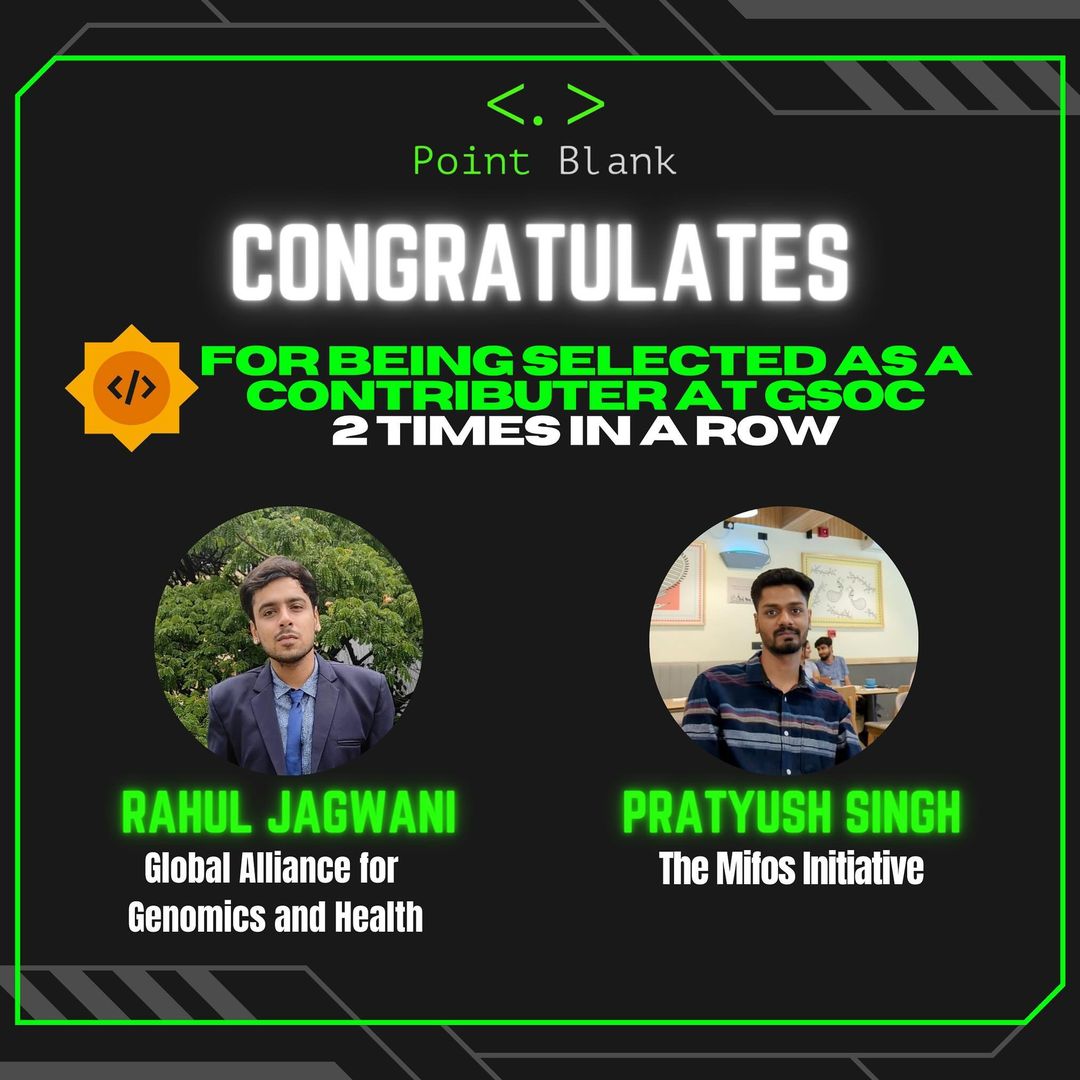 <.>
Point Blank
CONGRATULATES
</>
FOR BEING SELECTED AS A
CONTRIBUTER AT GSOC
2 TIMES IN A ROW
RAHUL JAGWANI
Global Alliance for
Genomics and Health
PRATYUSH SINGH
The Mifos Initiative